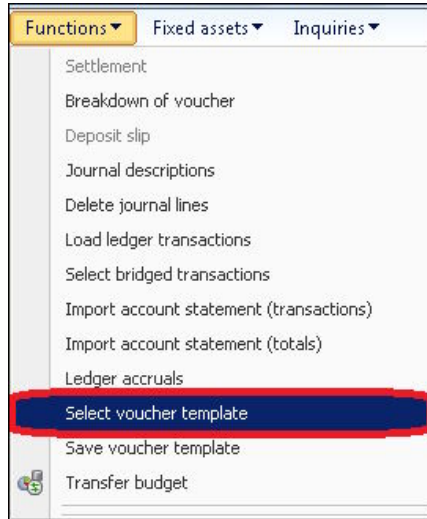 Functions Fixed assets Inquiries
Settlement
Breakdown of voucher
Deposit slip
Journal descriptions
Delete journal lines
Load ledger transactions
Select bridged transactions
Import account statement (transactions)
Import account statement (totals)
Ledger accruals
Select voucher template
Save voucher template
Transfer budget